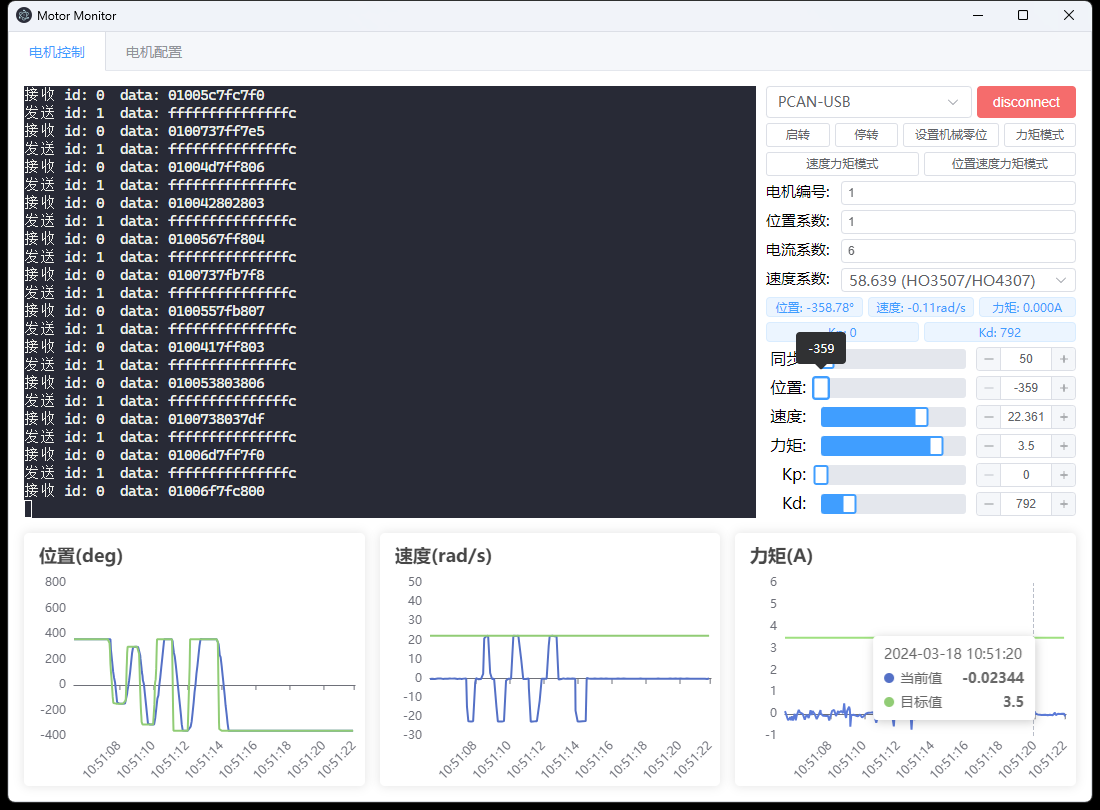 Motor Monitor
电机控制 电机配置
接收 id: 0 data: 01005c7fc7f0
发送 id: 1 data: fffffffffffffffc
接收 id: 0 data: 0100737ff7e5
发送 id: 1 data: fffffffffffffffc
接收 id: 0 data: 01004d7ff806
发送 id: 1 data: fffffffffffffffc
接收 id: 0 data: 010042802803
发送 id: 1 data: fffffffffffffffc
接收 id: 0 data: 0100567ff804
发送 id: 1 data: fffffffffffffffc
接收 id: 0 data: 0100737fb7f8
发送 id: 1 data: fffffffffffffffc
接收 id: 0 data: 0100557fb807
发送 id: 1 data: fffffffffffffffc
接收 id: 0 data: 0100417ff803
发送 id: 1 data: fffffffffffffffc
接收 id: 0 data: 010053803806
发送 id: 1 data: fffffffffffffffc
接收 id: 0 data: 0100738037df
发送 id: 1 data: fffffffffffffffc
接收 id: 0 data: 01006d7ff7f0
发送 id: 1 data: fffffffffffffffc
接收 id: 0 data: 01006f7fc800
PCAN-USB disconnect
启转 停转 设置机械零位 力矩模式
速度力矩模式 位置速度力矩模式
电机编号: 1
位置系数: 1
电流系数: 6
速度系数: 58.639 (HO3507/HO4307)
位置: -358.78° 速度: -0.11rad/s 力矩: 0.000A
0 Kd: 792
-359
同步 50
位置: -359
速度: 22.361
力矩: 3.5
Kp: 0
Kd: 792
位置(deg)
800
600
400
200
0
-200
-400
10:51:08 10:51:10 10:51:12 10:51:14 10:51:16 10:51:18 10:51:20 10:51:22
速度(rad/s)
50
40
30
20
10
0
-10
-20
-30
10:51:08 10:51:10 10:51:12 10:51:14 10:51:16 10:51:18 10:51:20 10:51:22
力矩(A)
6
5
4
3
2
1
0
-1
2024-03-18 10:51:20
当前值 -0.02344
目标值 3.5
10:51:08 10:51:10 10:51:12 10:51:14 10:51:16 10:51:18 10:51:20 10:51:22